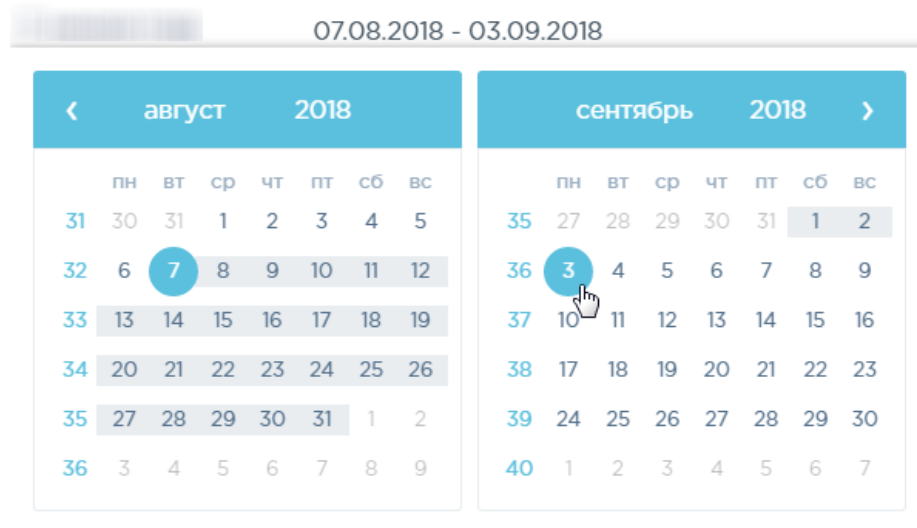 07.08.2018 - 03.09.2018
‹ август 2018
пн вт ср чт пт сб вс
31 30 31 1 2 3 4 5
32 6 7 8 9 10 11 12
33 13 14 15 16 17 18 19
34 20 21 22 23 24 25 26
35 27 28 29 30 31 1 2
36 3 4 5 6 7 8 9
сентябрь 2018 ›
пн вт ср чт пт сб вс
35 27 28 29 30 31 1 2
36 3 4 5 6 7 8 9
37 10 11 12 13 14 15 16
38 17 18 19 20 21 22 23
39 24 25 26 27 28 29 30
40 1 2 3 4 5 6 7